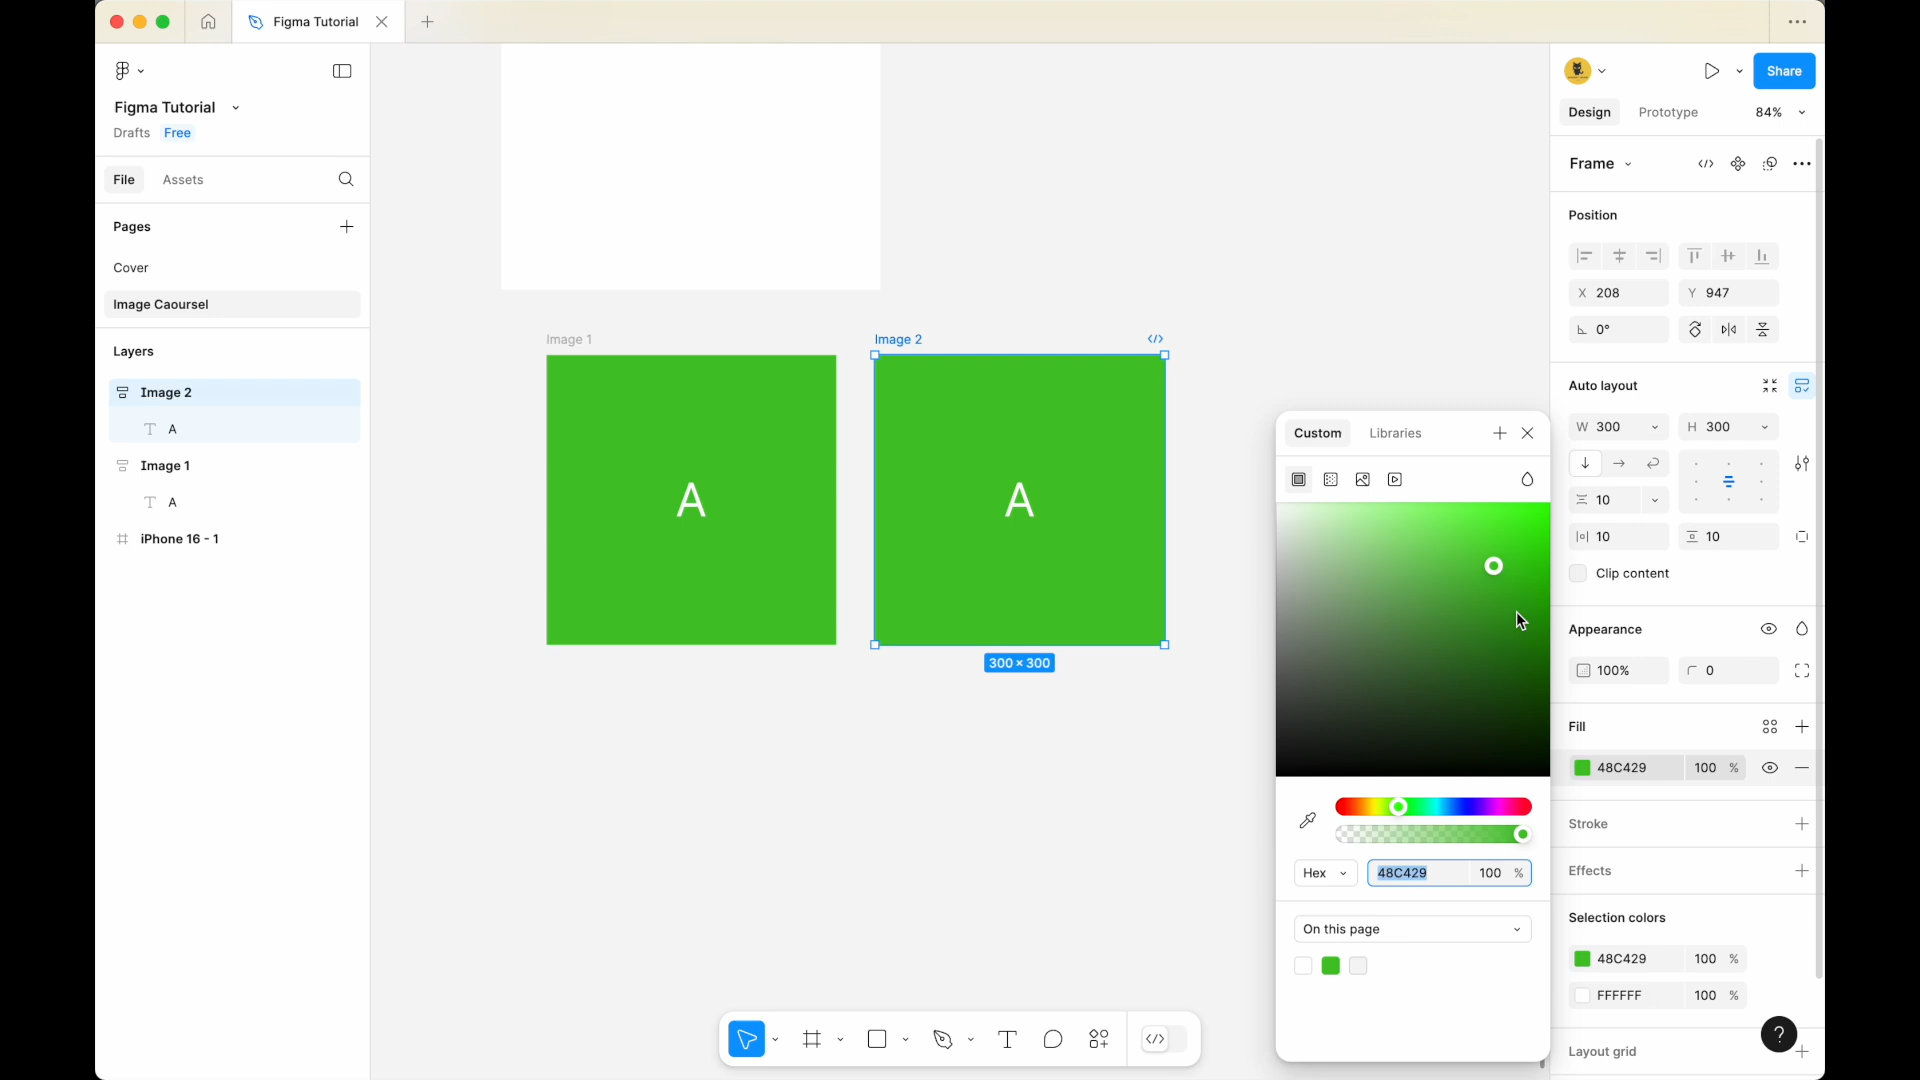 Figma Tutorial
Figma Tutorial
Drafts Free
File Assets
Pages
Cover
Image Caoursel
Layers
Image 2
A
Image 1
A
iPhone 16 - 1
Image 1
Image 2
A
A
300 × 300
Custom Libraries
Hex 48C429 100 %
On this page
Share
Design Prototype 84%
Frame
Position
X 208 Y 947
0°
Auto layout
W 300 H 300
10
10 10
Clip content
Appearance
100% 0
Fill
48C429 100 %
Stroke
Effects
Selection colors
48C429 100 %
FFFFFF 100 %
Layout grid
?